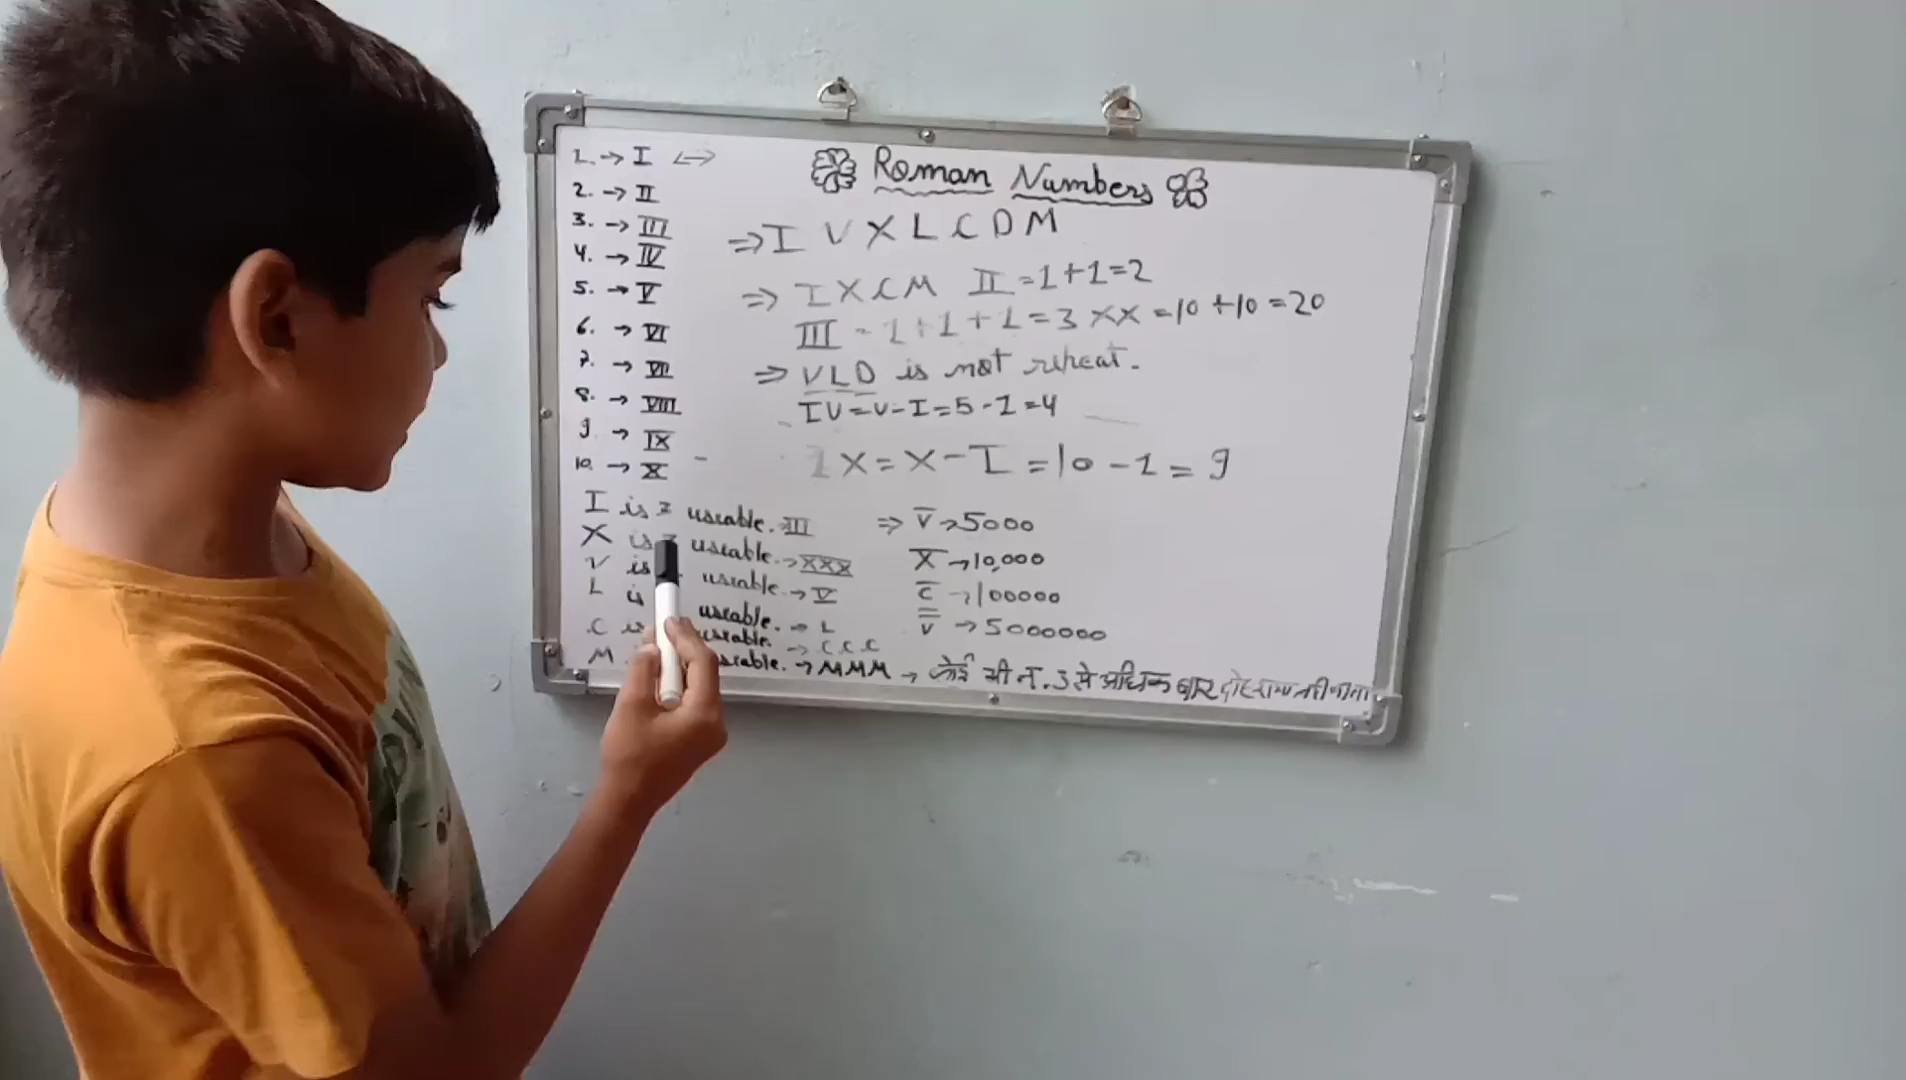 Roman Numbers
1. → I ↔
2. → II
3. → III
4. → IV
5. → V
6. → VI
7. → VII
8. → VIII
9 → IX
10. → X
I is 3 useable. → III
X is useable. → XXX
V is useable. → V
L is useable. → L
C is useable. → CCC
M useable. → MMM → कोई भी न. 3 से अधिक बार
⇒ I V X L C D M
⇒ I X C M II = 1+1=2
III = 1+1+1=3 XX = 10+10=20
⇒ VLD is not repeat.
IV=V-I=5-1=4
IX=X-I=10-1=9
⇒ V̅ → 5000
X̅ → 10,000
C̅ → 100000
V̿ → 5000000